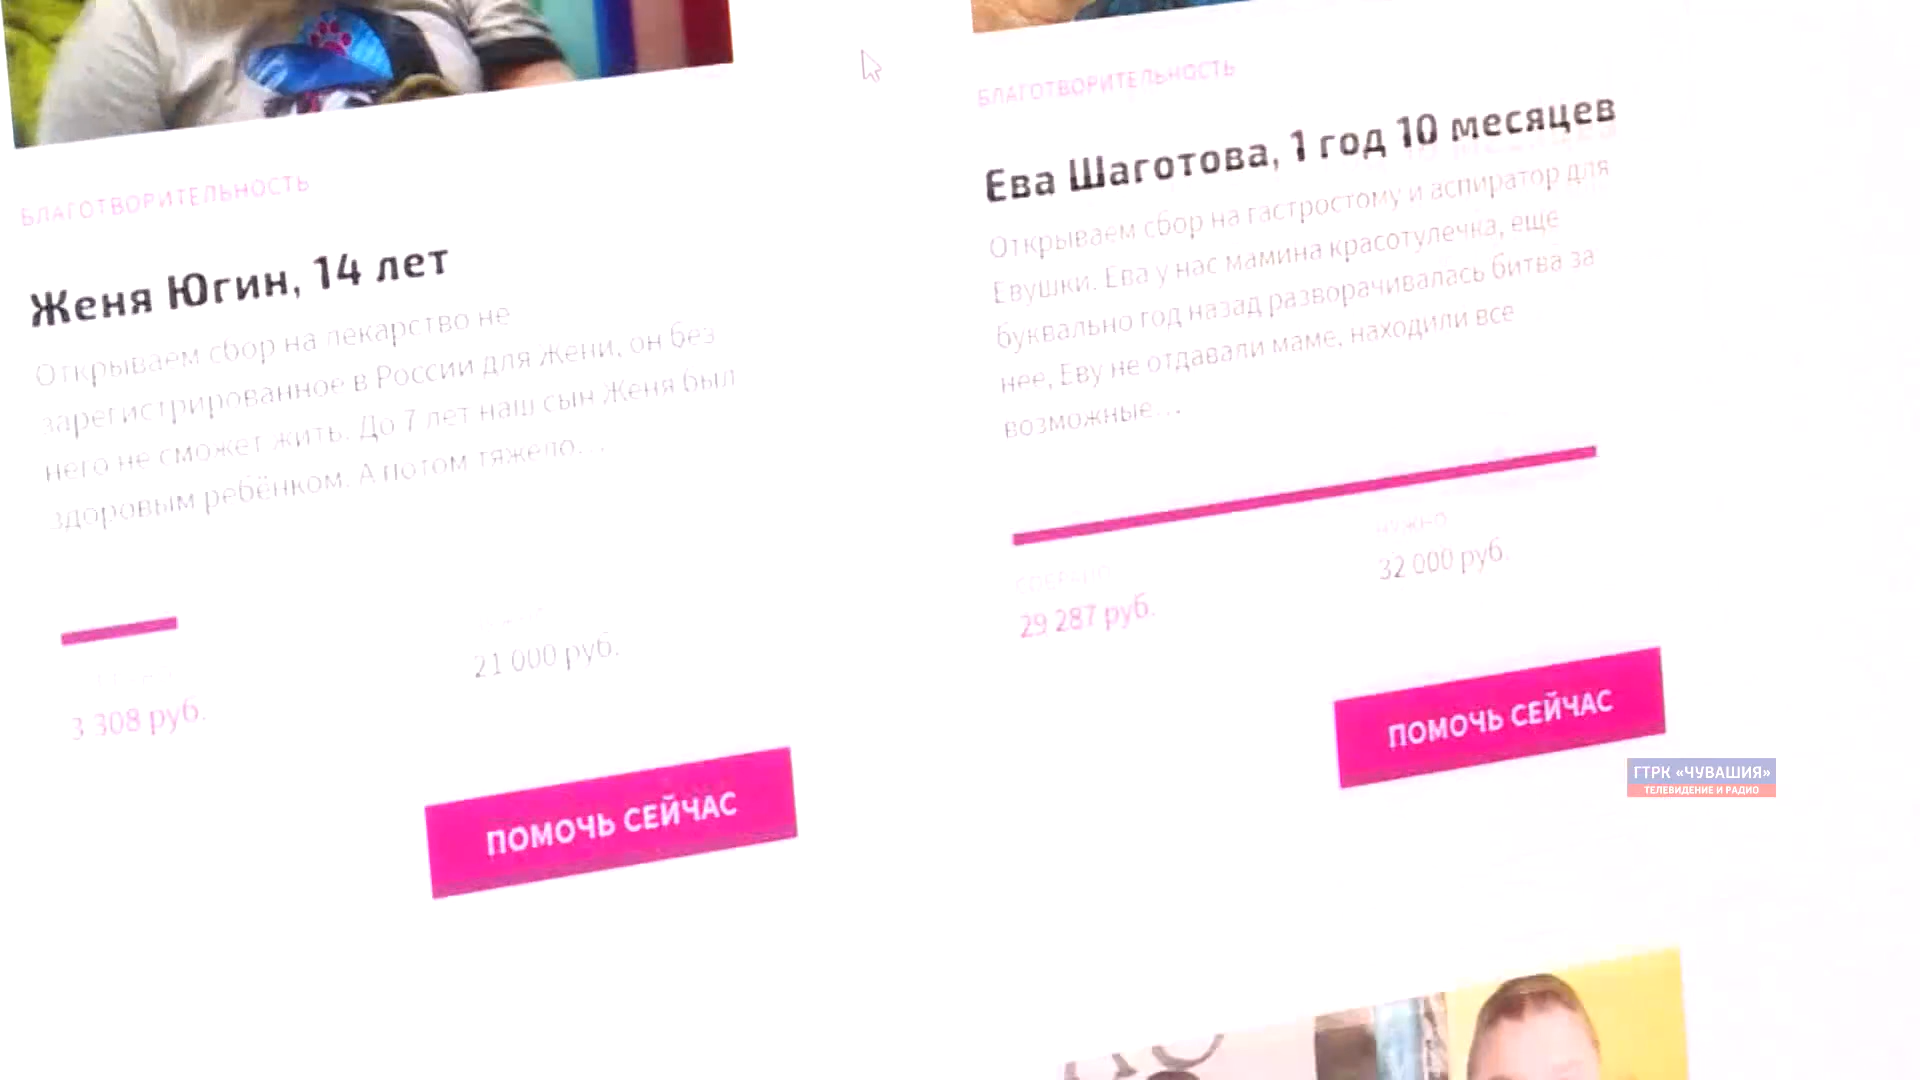 БЛАГОТВОРИТЕЛЬНОСТЬ
Женя Югин, 14 лет
Открываем сбор на лекарство не
зарегистрированное в России для Жени, он без
него не сможет жить. До 7 лет наш сын Женя был
здоровым ребёнком. А потом тяжело...
21 000 руб.
3 308 руб.
ПОМОЧЬ СЕЙЧАС
БЛАГОТВОРИТЕЛЬНОСТЬ
Ева Шаготова, 1 год 10 месяцев
Открываем сбор на гастростому и аспиратор для
Евушки. Ева у нас мамина красотулечка, еще
буквально год назад разворачивалась битва за
нее, Еву не отдавали маме, находили все
возможные...
НУЖНО
32 000 руб.
СОБРАНО
29 287 руб.
ПОМОЧЬ СЕЙЧАС
ГТРК «ЧУВАШИЯ»
ТЕЛЕВИДЕНИЕ И РАДИО